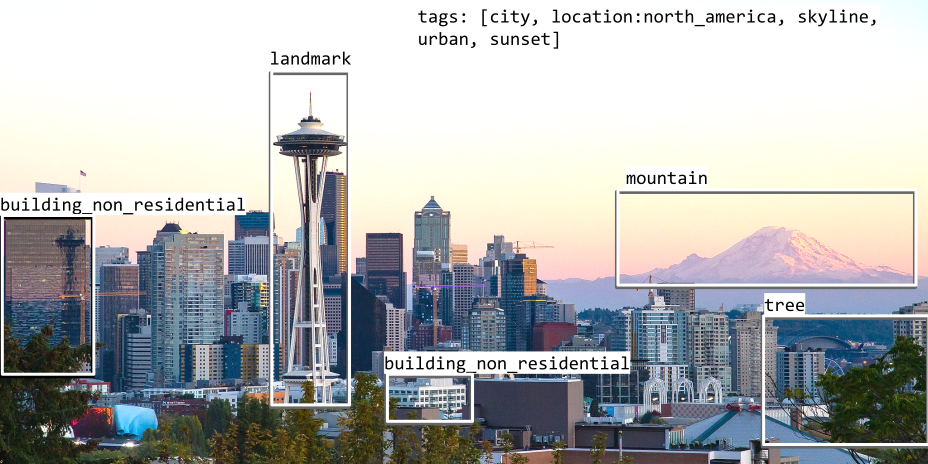 tags: [city, location:north_america, skyline,
urban, sunset]
landmark
mountain
building_non_residential
tree
building_non_residential